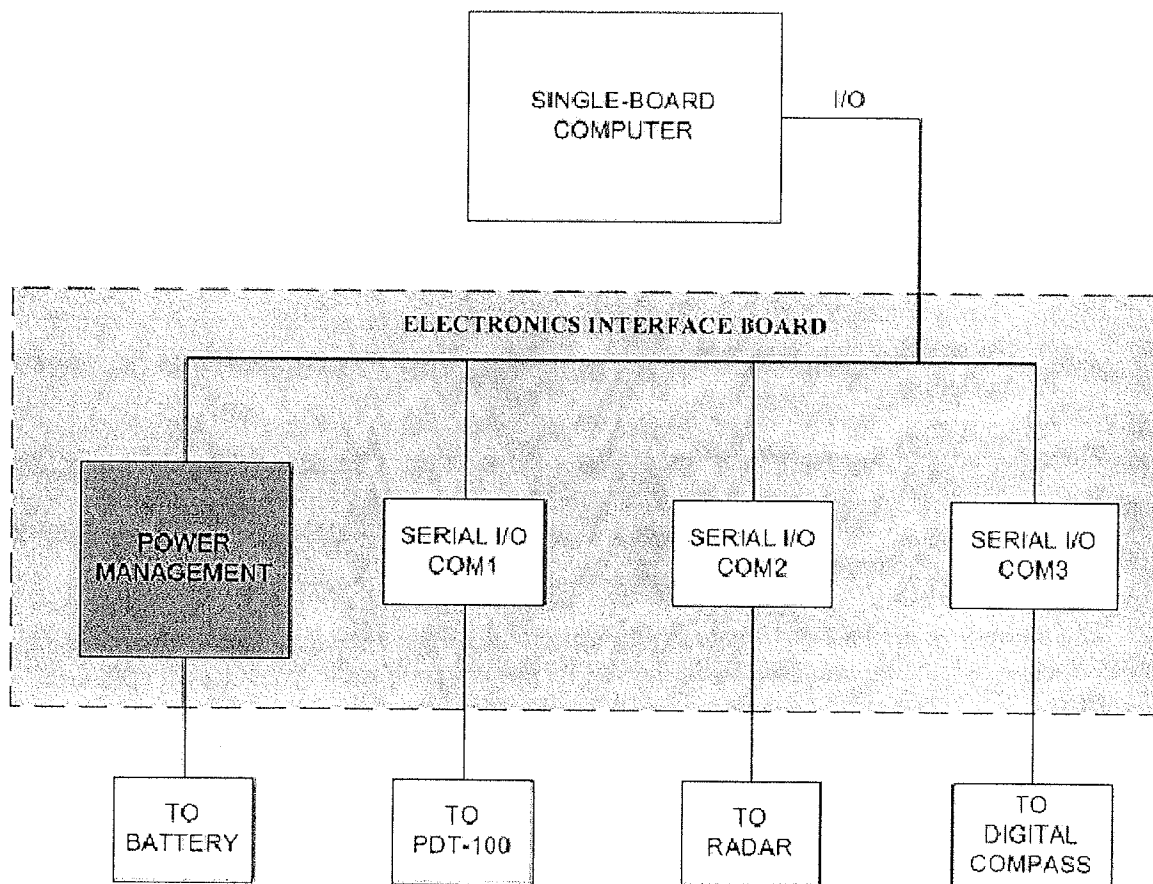 SINGLE-BOARD
COMPUTER
I/O
ELECTRONICS INTERFACE BOARD
POWER
MANAGEMENT
SERIAL I/O
COM1
SERIAL I/O
COM2
SERIAL I/O
COM3
TO
BATTERY
TO
PDT-100
TO
RADAR
TO
DIGITAL
COMPASS